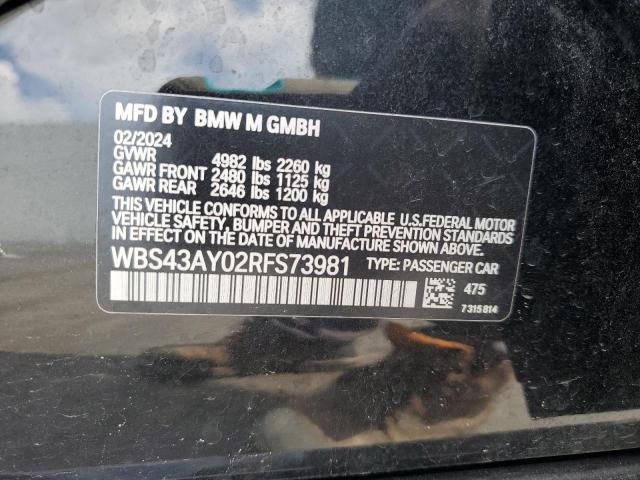 MFD BY BMW M GMBH
02/2024
GVWR 4982 lbs 2260 kg
GAWR FRONT 2480 lbs 1125 kg
GAWR REAR 2646 lbs 1200 kg
THIS VEHICLE CONFORMS TO ALL APPLICABLE U.S.FEDERAL MOTOR
VEHICLE SAFETY, BUMPER AND THEFT PREVENTION STANDARDS
IN EFFECT ON THE DATE OF MANUFACTURE SHOWN ABOVE.
WBS43AY02RFS73981 TYPE: PASSENGER CAR
475
7315814